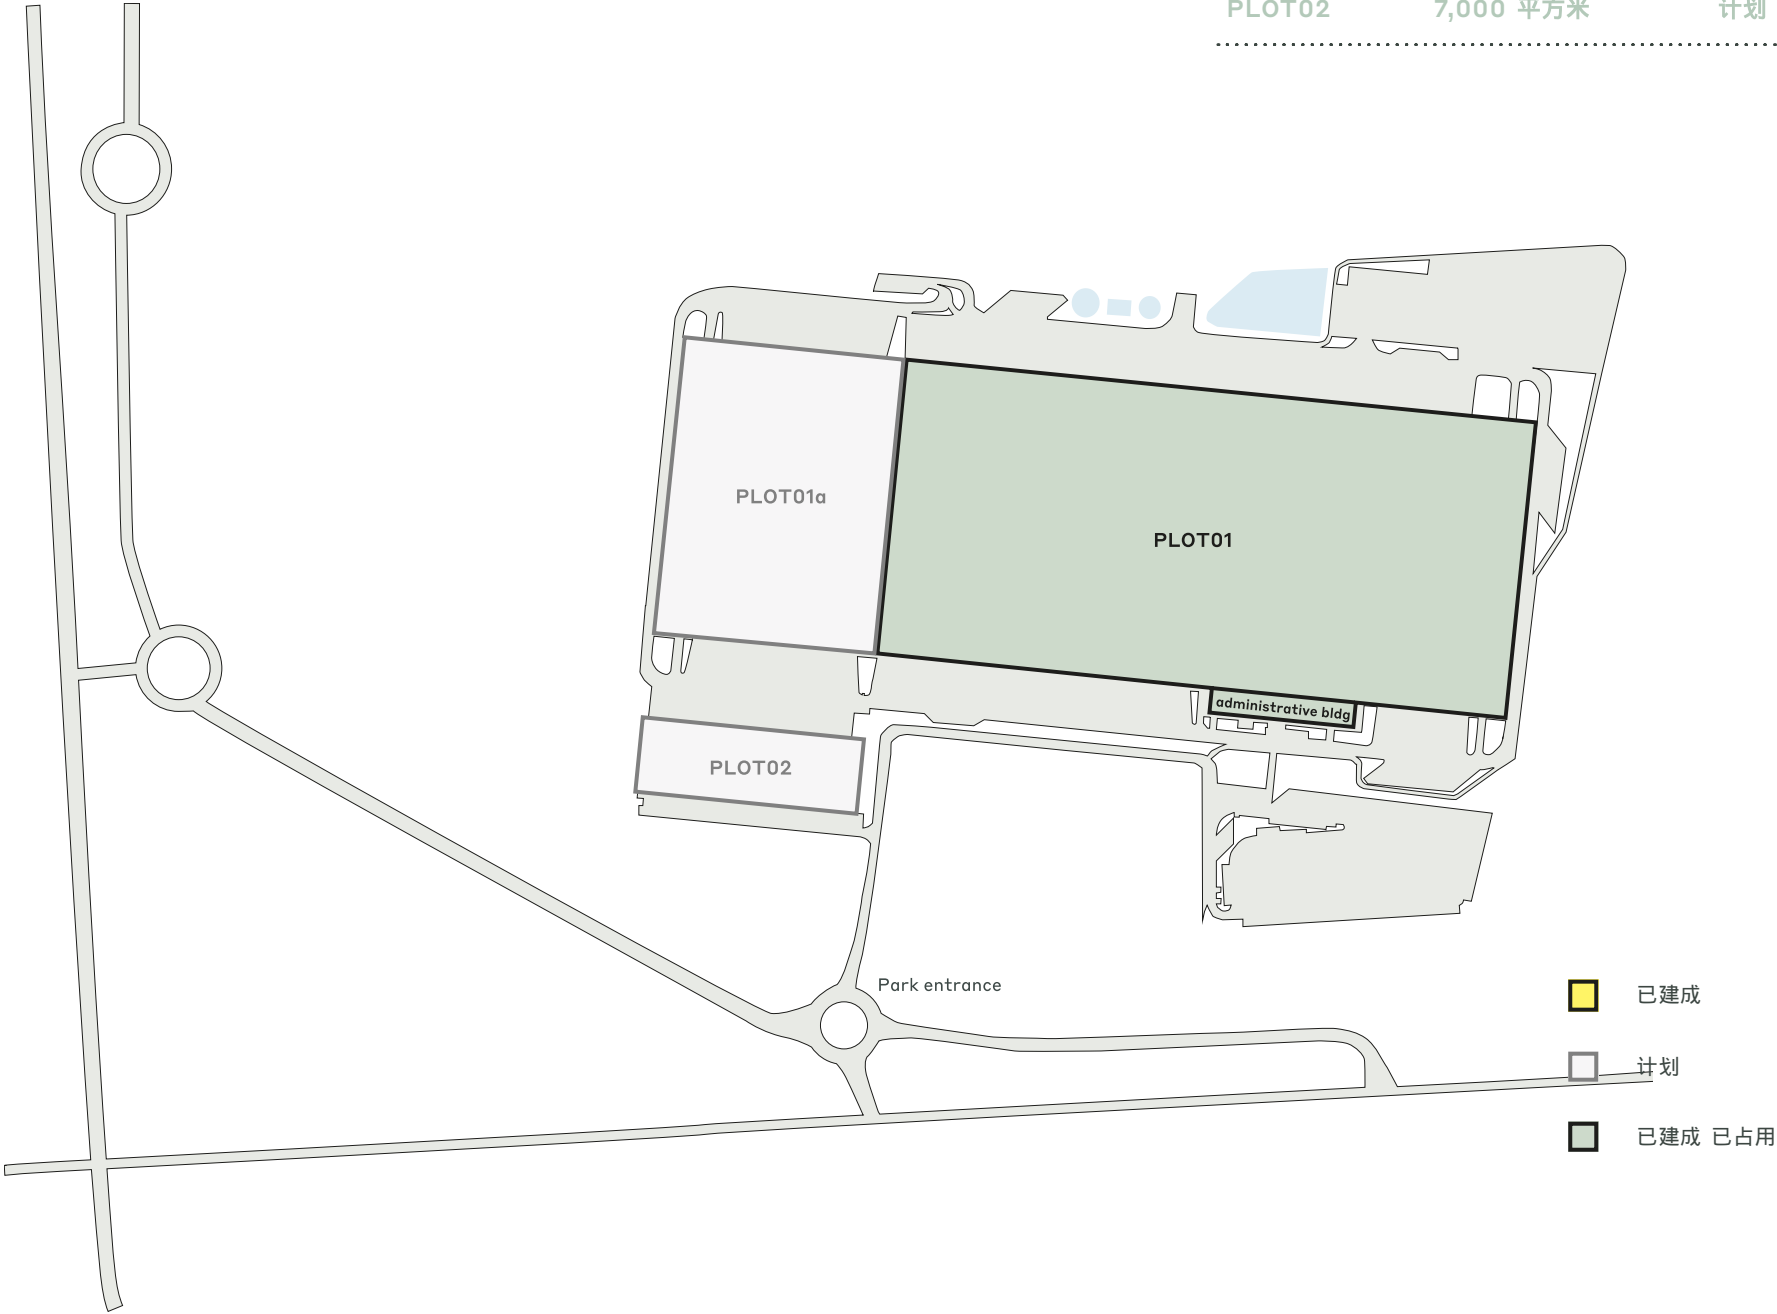 PLOT02 7,000 平方米 计划
PLOT01a
PLOT01
administrative bldg
PLOT02
Park entrance
已建成
计划
已建成 已占用